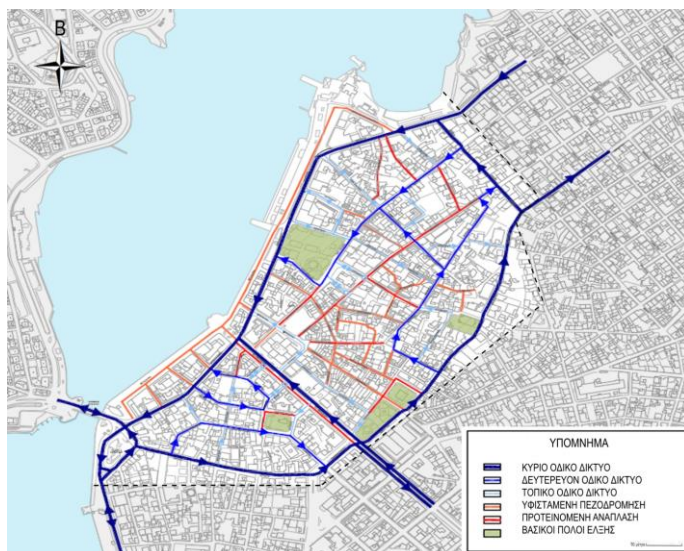 Β
ΥΠΟΜΝΗΜΑ
ΚΥΡΙΟ ΟΔΙΚΟ ΔΙΚΤΥΟ
ΔΕΥΤΕΡΕΥΟΝ ΟΔΙΚΟ ΔΙΚΤΥΟ
ΤΟΠΙΚΟ ΟΔΙΚΟ ΔΙΚΤΥΟ
ΥΦΙΣΤΑΜΕΝΗ ΠΕΖΟΔΡΟΜΗΣΗ
ΠΡΟΤΕΙΝΟΜΕΝΗ ΑΝΑΠΛΑΣΗ
ΒΑΣΙΚΟΙ ΠΟΛΟΙ ΕΛΞΗΣ